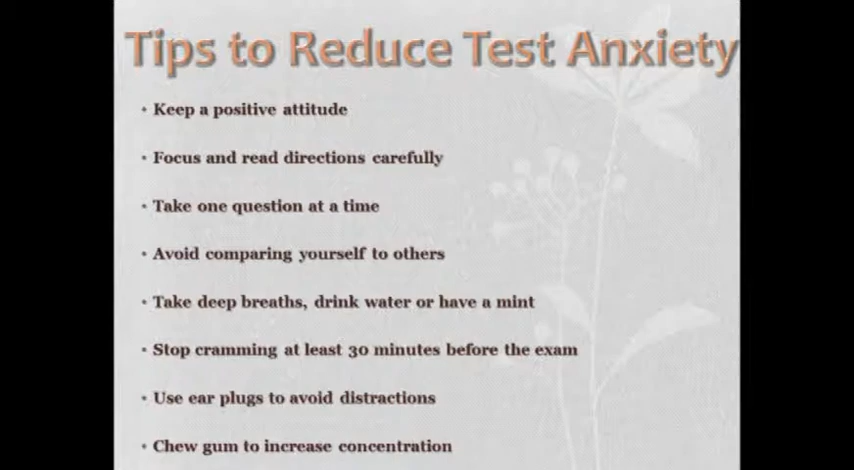 Tips to Reduce Test Anxiety
• Keep a positive attitude
• Focus and read directions carefully
• Take one question at a time
• Avoid comparing yourself to others
• Take deep breaths, drink water or have a mint
• Stop cramming at least 30 minutes before the exam
• Use ear plugs to avoid distractions
• Chew gum to increase concentration